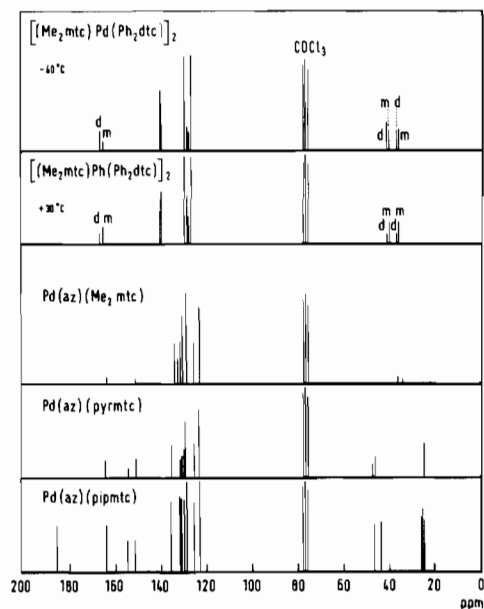 [(Me₂mtc) Pd(Ph₂dtc)]₂
-60°C
CDCl₃
d
m
m d
d m
[(Me₂mtc)Ph(Ph₂dtc)]₂
+30°C
d m
m m
d d
Pd(az)(Me₂ mtc)
Pd(az)(pyrmtc)
Pd(az)(pipmtc)
200 180 160 140 120 100 80 60 40 20 0
ppm